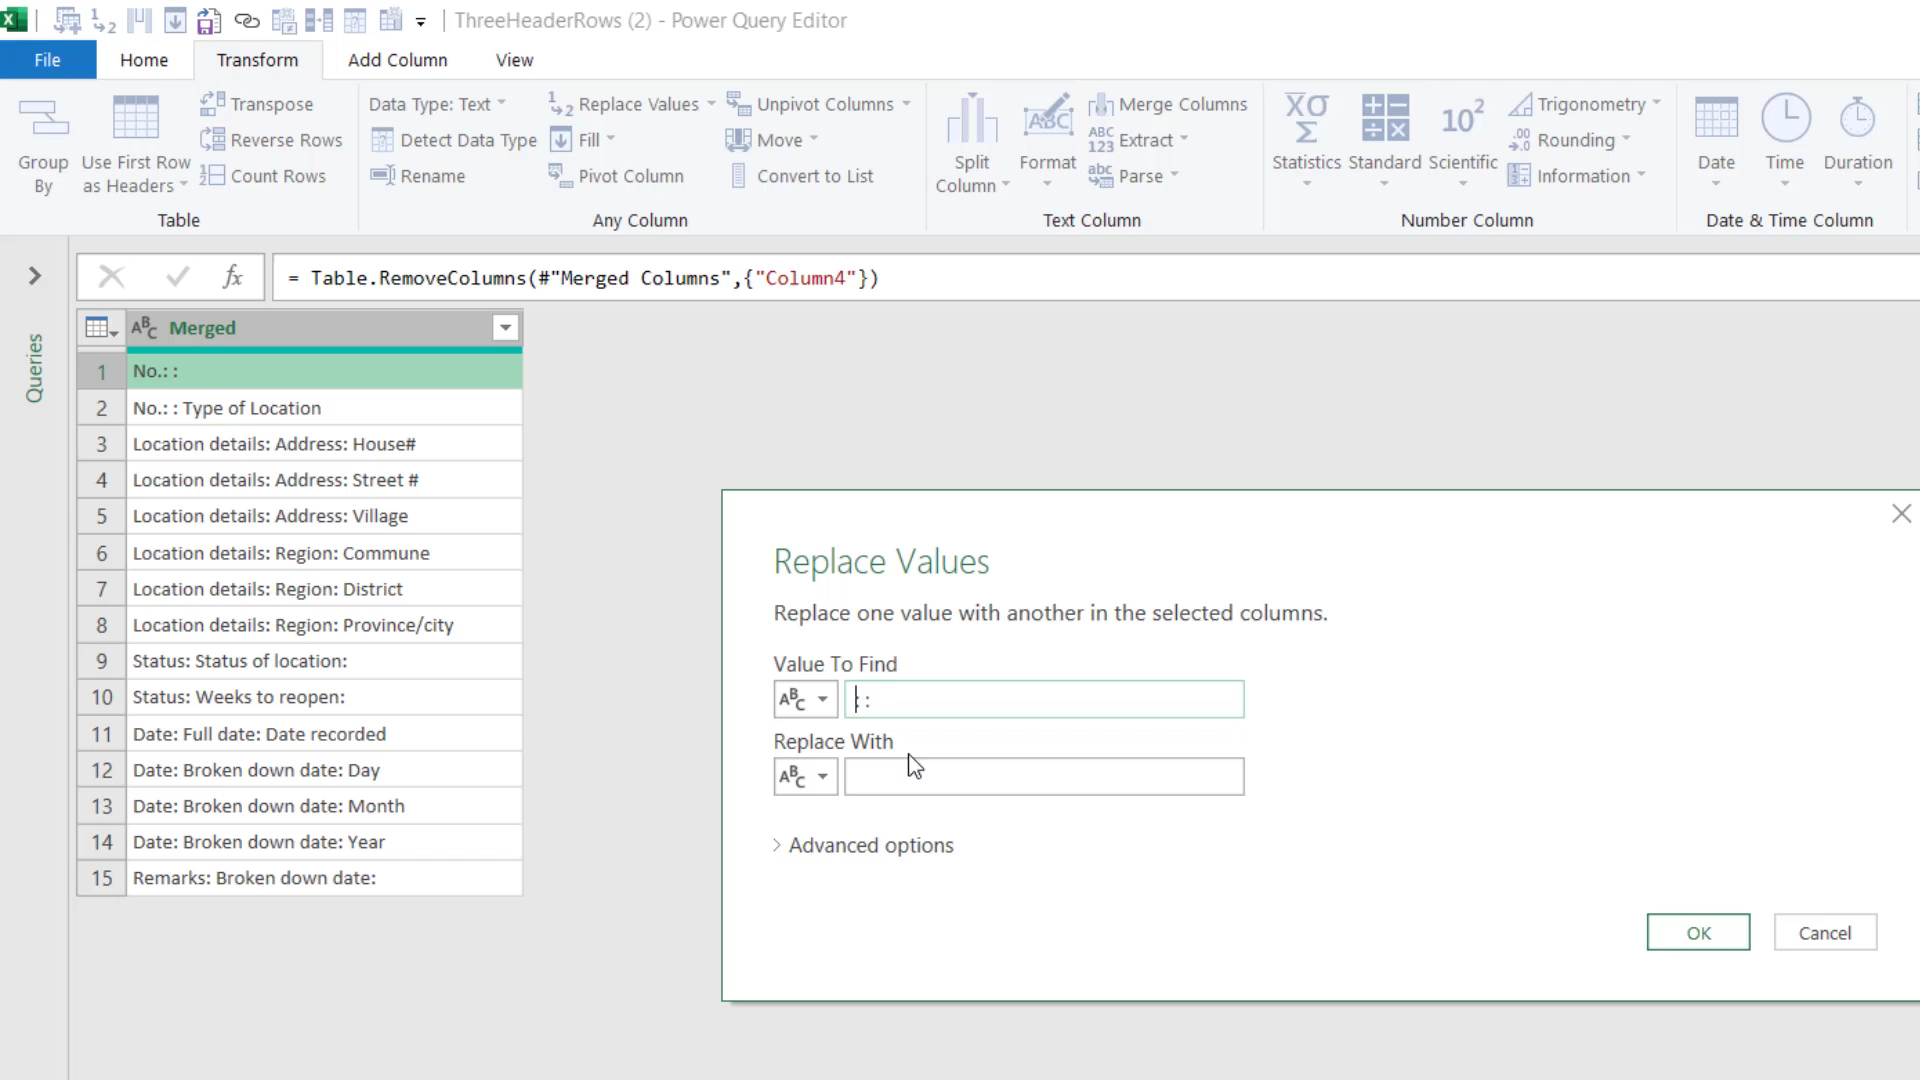 ThreeHeaderRows (2) - Power Query Editor
File
Home
Transform
Add Column
View
Group By
Use First Row as Headers
Transpose
Reverse Rows
Count Rows
Table
Data Type: Text
Detect Data Type
Rename
Replace Values
Fill
Pivot Column
Unpivot Columns
Move
Convert to List
Any Column
Split Column
Format
Merge Columns
Extract
Parse
Text Column
Statistics
Standard
Scientific
Trigonometry
Rounding
Information
Number Column
Date
Time
Duration
Date & Time Column
fx
= Table.RemoveColumns(#"Merged Columns",{"Column4"})
Queries
ABC Merged
1 No.: :
2 No.: : Type of Location
3 Location details: Address: House#
4 Location details: Address: Street #
5 Location details: Address: Village
6 Location details: Region: Commune
7 Location details: Region: District
8 Location details: Region: Province/city
9 Status: Status of location:
10 Status: Weeks to reopen:
11 Date: Full date: Date recorded
12 Date: Broken down date: Day
13 Date: Broken down date: Month
14 Date: Broken down date: Year
15 Remarks: Broken down date:
Replace Values
Replace one value with another in the selected columns.
Value To Find
ABC : :
Replace With
ABC
Advanced options
OK
Cancel